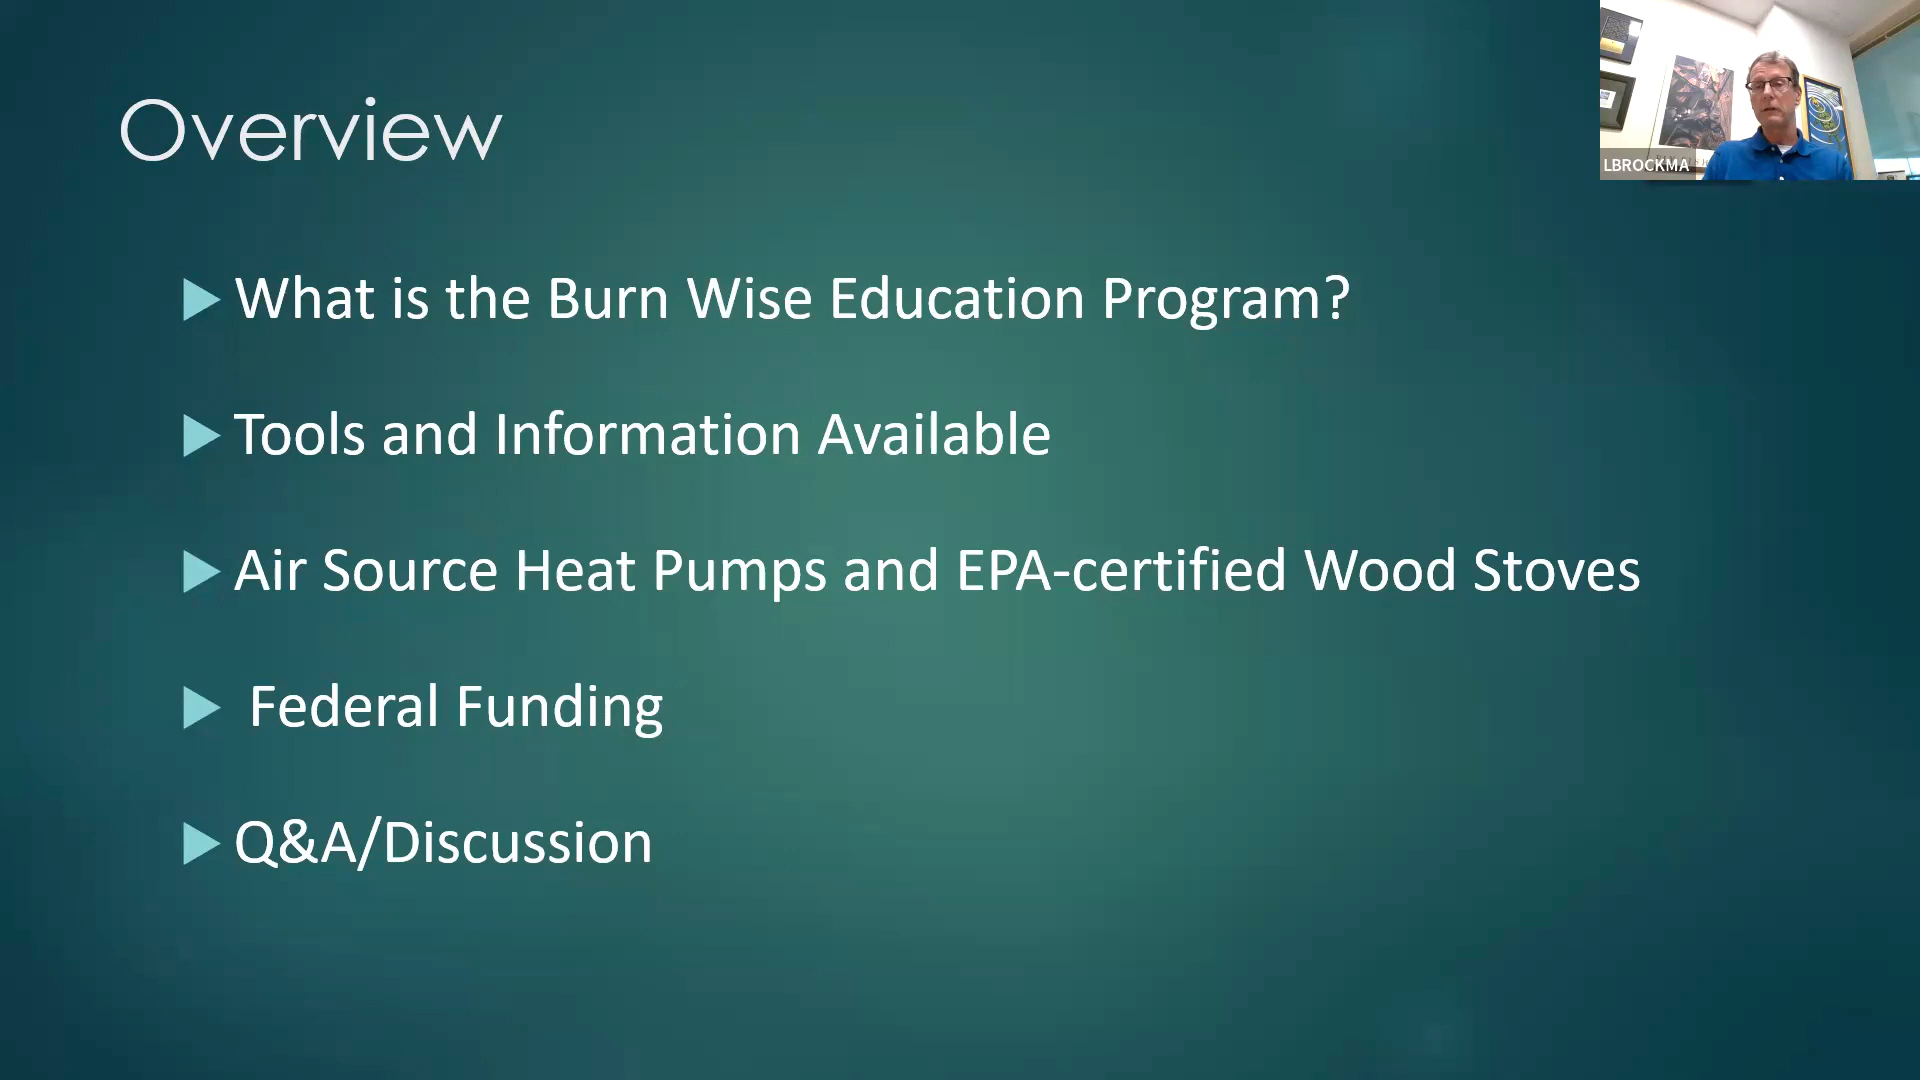 Overview
What is the Burn Wise Education Program?
Tools and Information Available
Air Source Heat Pumps and EPA-certified Wood Stoves
Federal Funding
Q&A/Discussion
LBROCKMA